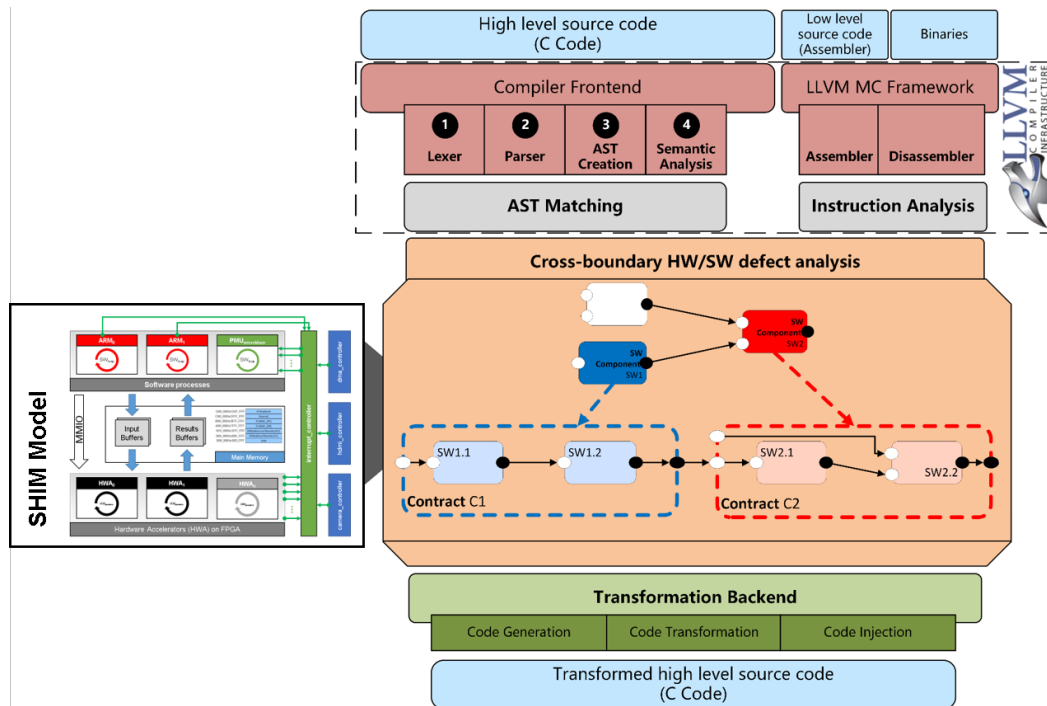 High level source code
(C Code)
Low level
source code
(Assembler)
Binaries
Compiler Frontend
LLVM MC Framework
1
Lexer
2
Parser
3
AST
Creation
4
Semantic
Analysis
Assembler
Disassembler
LLVM
COMPILER
INFRASTRUCTURE
AST Matching
Instruction Analysis
Cross-boundary HW/SW defect analysis
SW
Component
SW1
SW
Component
SW2
SW1.1
SW1.2
Contract C1
SW2.1
SW2.2
Contract C2
SHIM Model
ARM0
ARM1
Software processes
MMIO
Input
Buffers
Results
Buffers
Main Memory
HWA0
HWA1
Hardware Accelerators (HWA) on FPGA
interrupt_controller
dma_controller
hdmi_controller
camera_controller
Transformation Backend
Code Generation
Code Transformation
Code Injection
Transformed high level source code
(C Code)